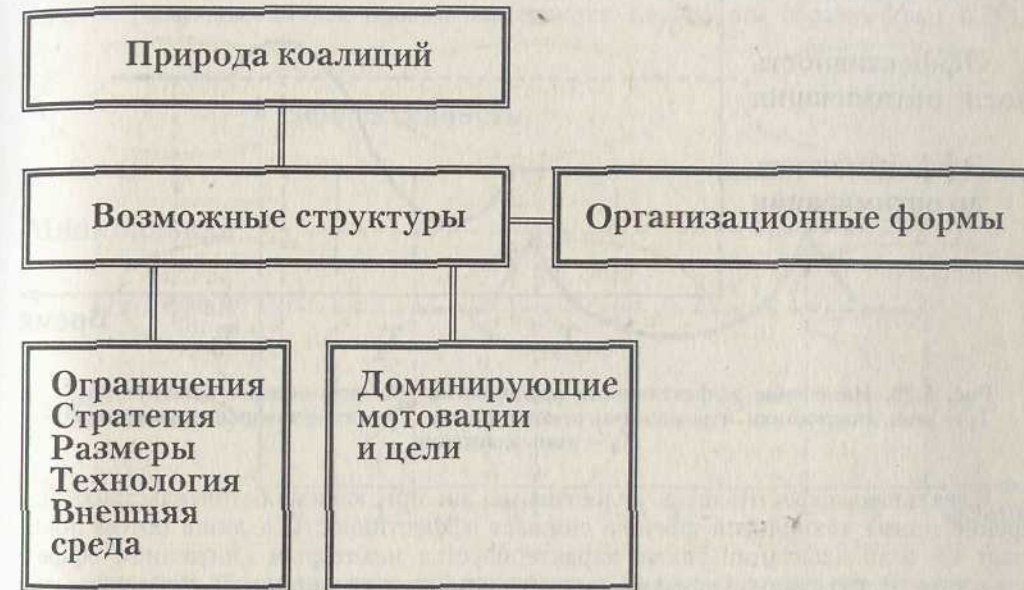 Природа коалиций
Возможные структуры
Организационные формы
Ограничения
Стратегия
Размеры
Технология
Внешняя
среда
Доминирующие
мотовации
и цели